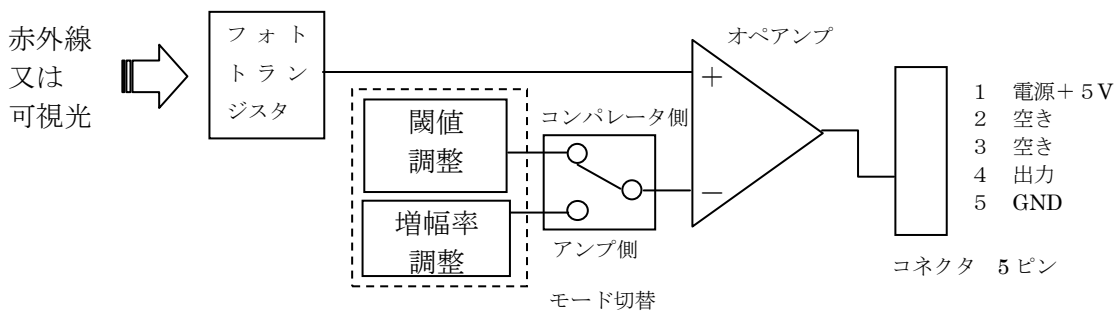 赤外線
又は
可視光
フォト
トラン
ジスタ
閾値
調整
増幅率
調整
コンパレータ側
アンプ側
モード切替
オペアンプ
+
−
1 電源+5V
2 空き
3 空き
4 出力
5 GND
コネクタ 5ピン